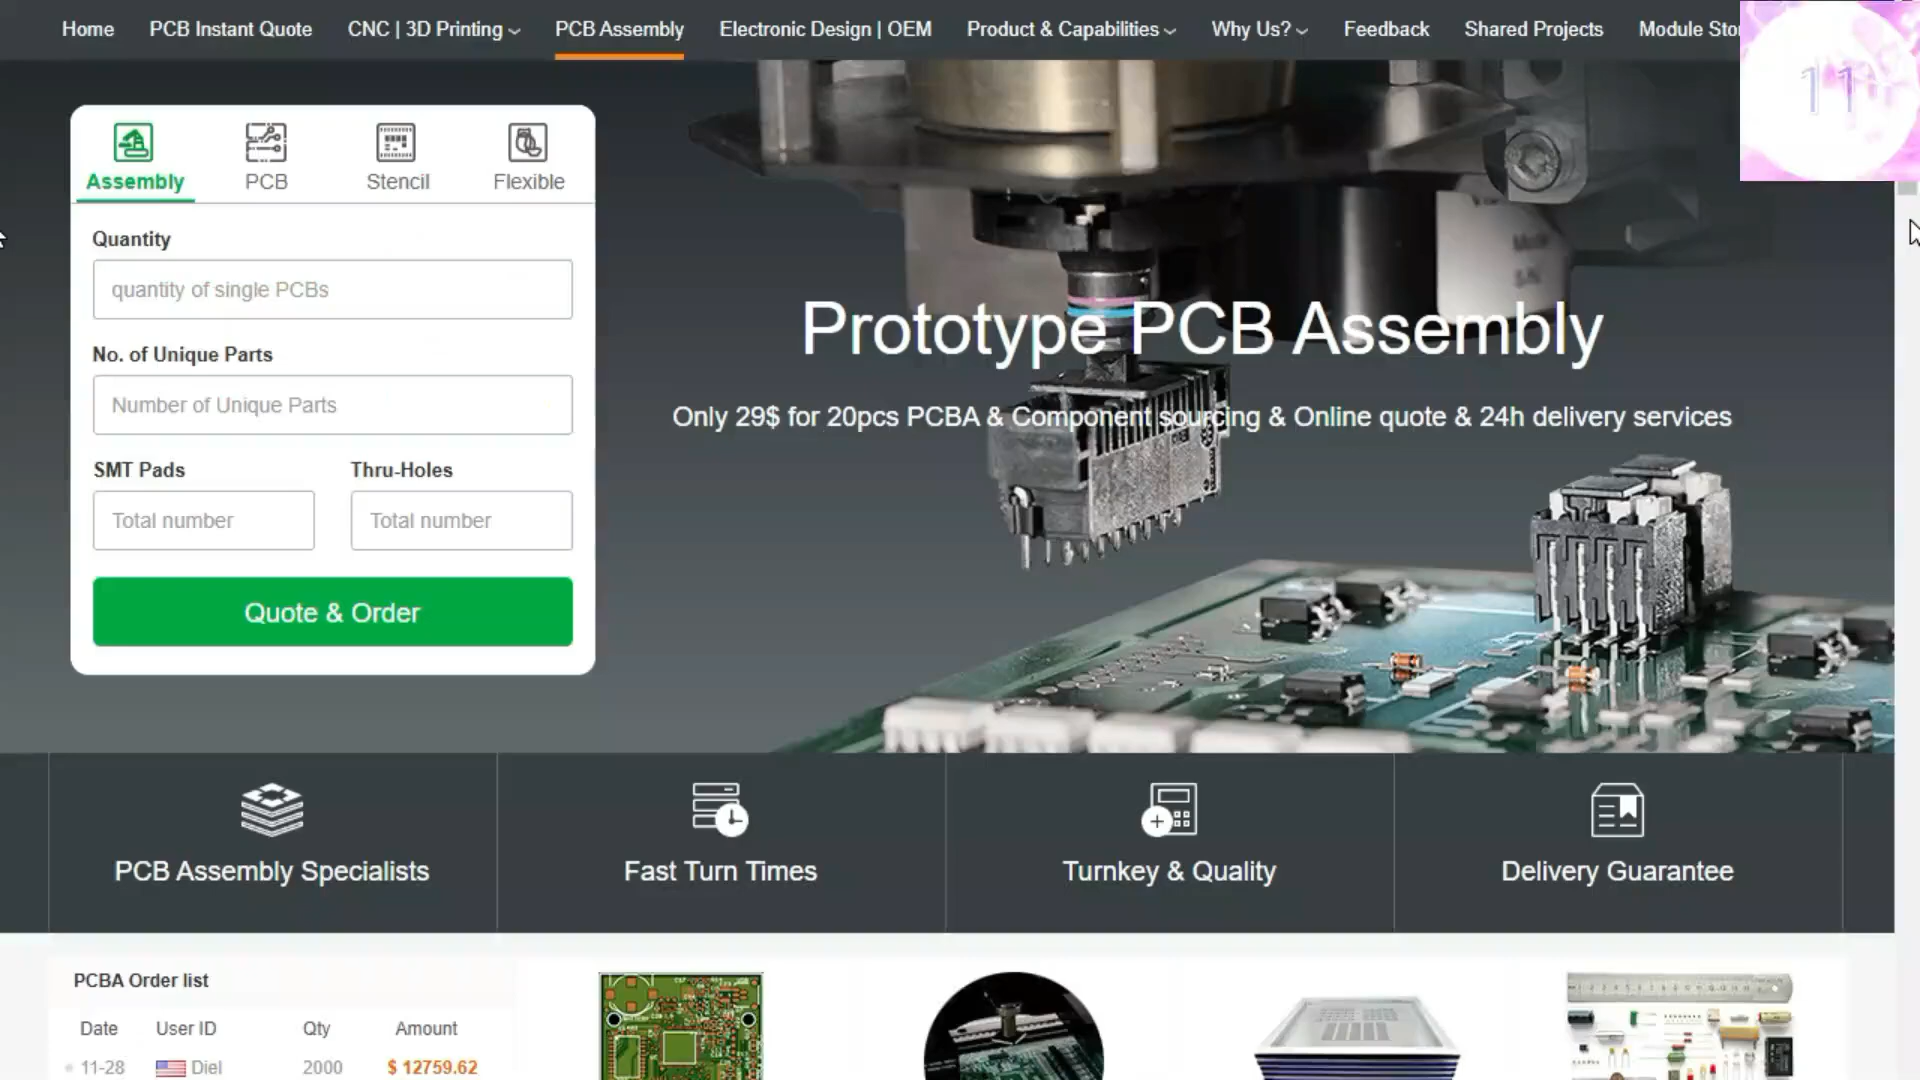 Home PCB Instant Quote CNC | 3D Printing PCB Assembly Electronic Design | OEM Product & Capabilities Why Us? Feedback Shared Projects Module
11
Assembly PCB Stencil Flexible
Quantity
quantity of single PCBs
No. of Unique Parts
Number of Unique Parts
SMT Pads Thru-Holes
Total number Total number
Quote & Order
Prototype PCB Assembly
Only 29$ for 20pcs PCBA & Component sourcing & Online quote & 24h delivery services
PCB Assembly Specialists Fast Turn Times Turnkey & Quality Delivery Guarantee
PCBA Order list
Date User ID Qty Amount
11-28 Diel 2000 $ 12759.62